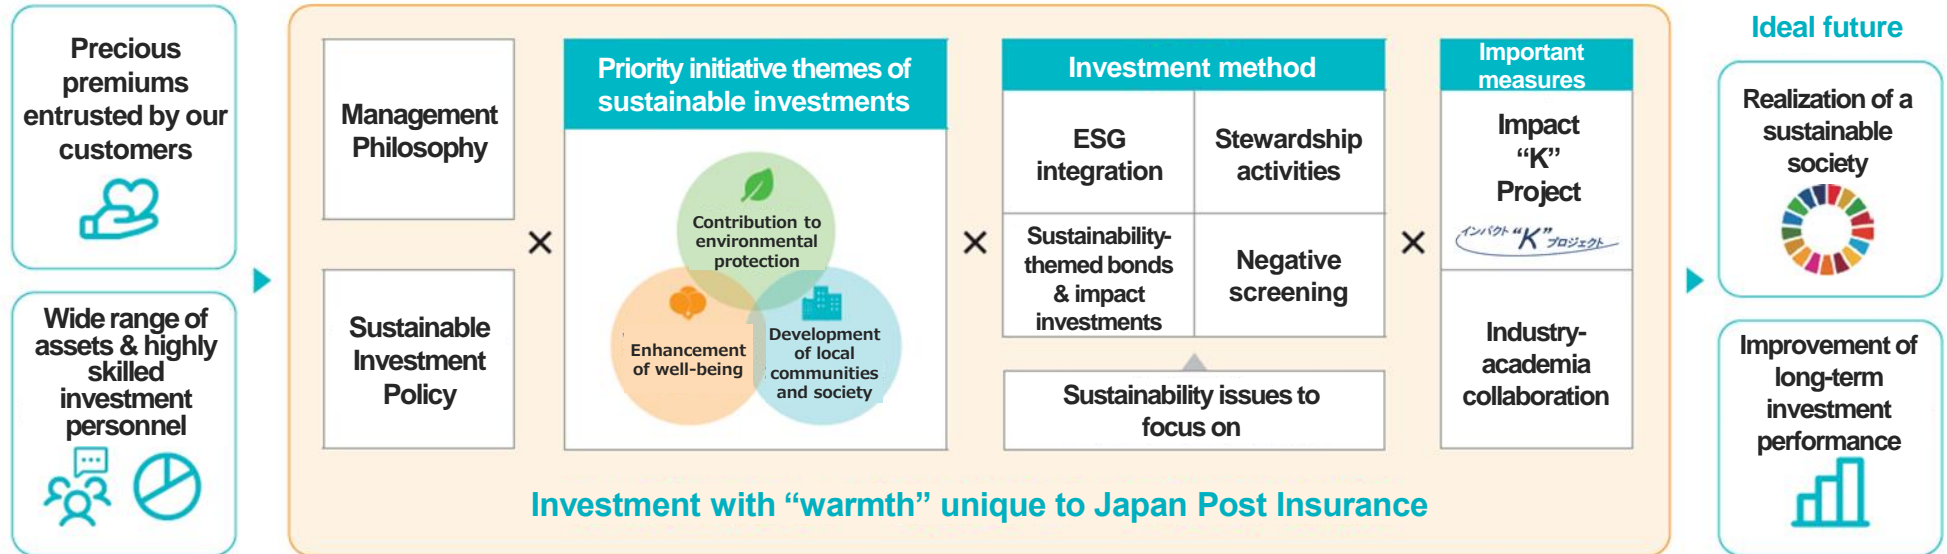 Precious
premiums
entrusted by our
customers
Wide range of
assets & highly
skilled
investment
personnel
Management
Philosophy
Sustainable
Investment
Policy
×
Priority initiative themes of
sustainable investments
Contribution to
environmental
protection
Enhancement
of well-being
Development
of local
communities
and society
×
Investment method
ESG
integration
Stewardship
activities
Sustainability-
themed bonds
& impact
investments
Negative
screening
Sustainability issues to
focus on
×
Important
measures
Impact
“K”
Project
インパクト“K”プロジェクト
Industry-
academia
collaboration
Investment with “warmth” unique to Japan Post Insurance
Ideal future
Realization of a
sustainable
society
Improvement of
long-term
investment
performance